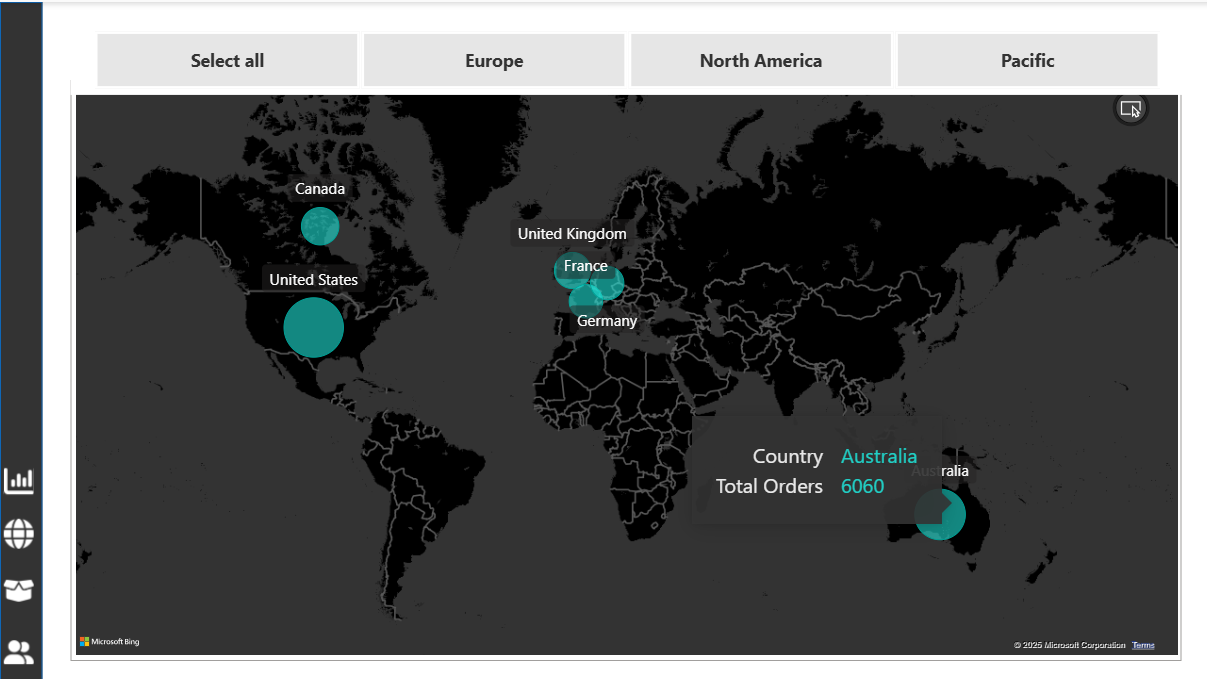 Select all
Europe
North America
Pacific
Canada
United States
United Kingdom
France
Germany
Country Australia
Total Orders 6060
Australia
Microsoft Bing
© 2025 Microsoft Corporation Terms